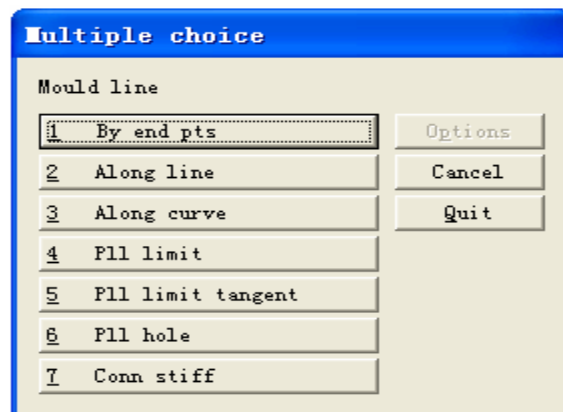 Multiple choice
Mould line
1 By end pts
Options
2 Along line
Cancel
3 Along curve
Quit
4 Pll limit
5 Pll limit tangent
6 Pll hole
7 Conn stiff